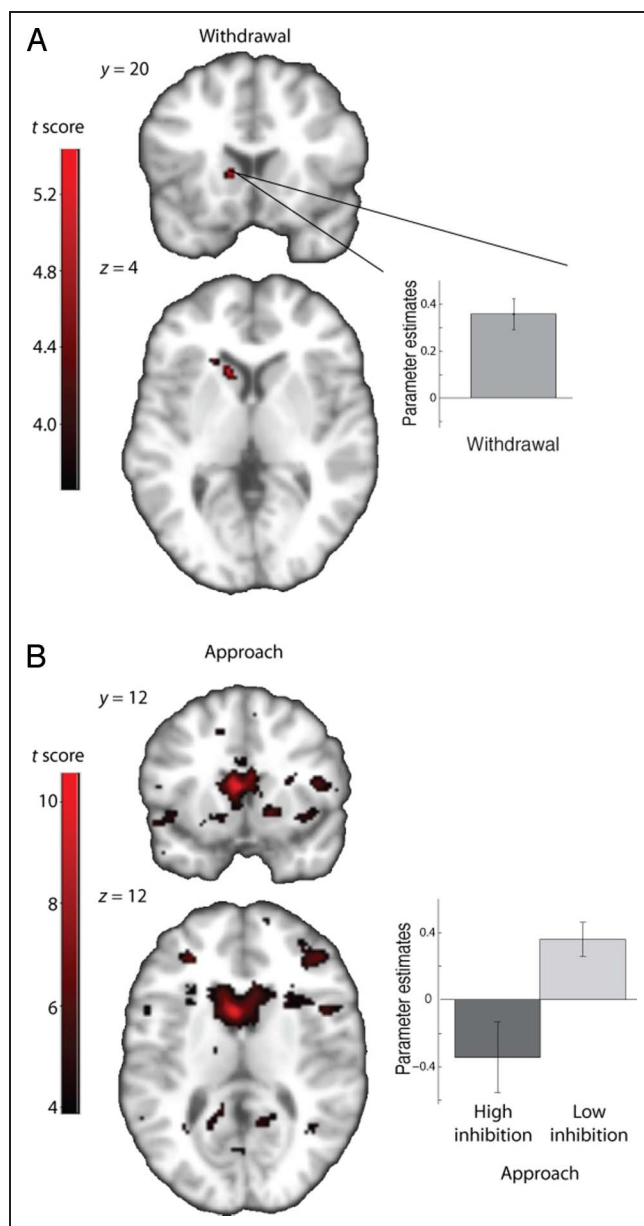 A
Withdrawal
y = 20
t score
5.2
4.8
4.4
4.0
z = 4
Parameter estimates
0.4
0.2
0
Withdrawal
B
Approach
y = 12
t score
10
8
6
4
z = 12
Parameter estimates
0.4
0
−0.4
High inhibition
Low inhibition
Approach